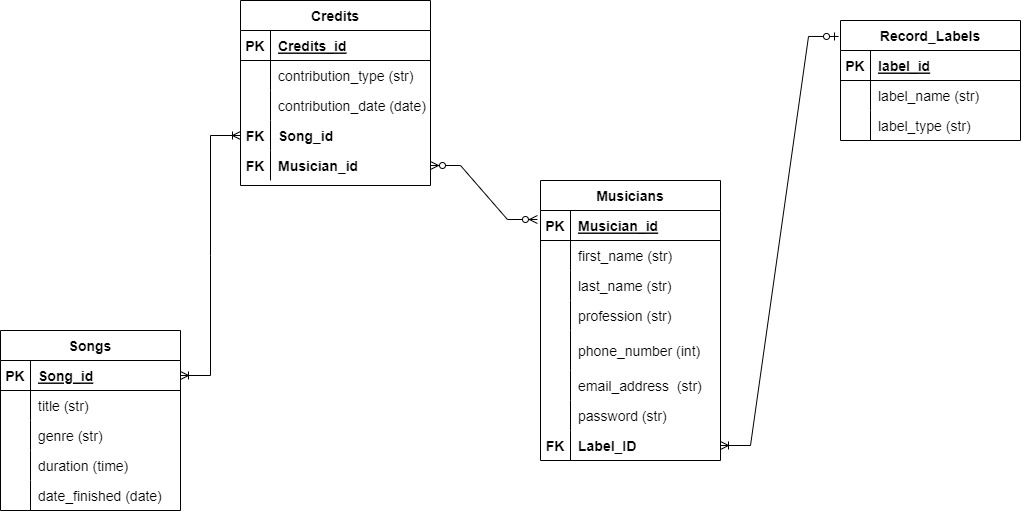 Credits
PK Credits_id
contribution_type (str)
contribution_date (date)
FK Song_id
FK Musician_id
Record_Labels
PK label_id
label_name (str)
label_type (str)
Musicians
PK Musician_id
first_name (str)
last_name (str)
profession (str)
phone_number (int)
email_address (str)
password (str)
FK Label_ID
Songs
PK Song_id
title (str)
genre (str)
duration (time)
date_finished (date)